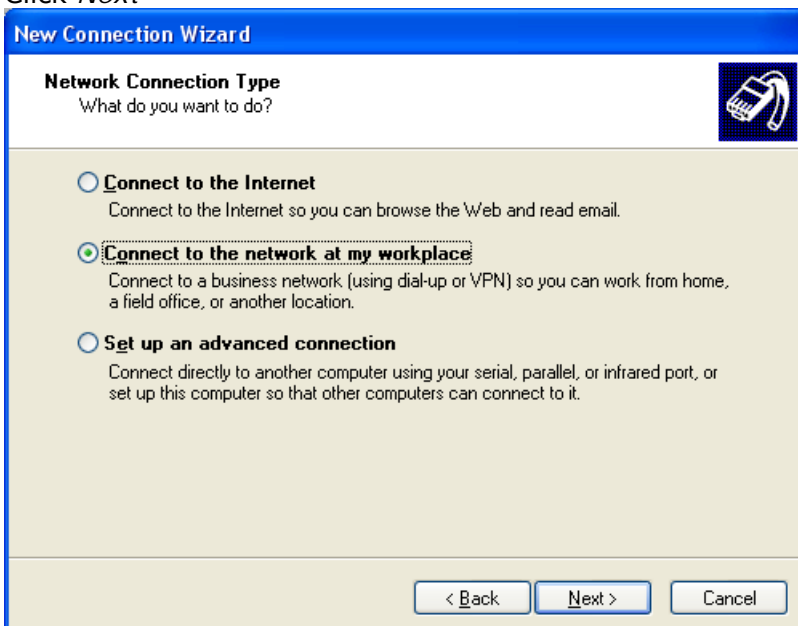 Click Next
New Connection Wizard
Network Connection Type
What do you want to do?
Connect to the Internet
Connect to the Internet so you can browse the Web and read email.
Connect to the network at my workplace
Connect to a business network (using dial-up or VPN) so you can work from home,
a field office, or another location.
Set up an advanced connection
Connect directly to another computer using your serial, parallel, or infrared port, or
set up this computer so that other computers can connect to it.
< Back
Next >
Cancel